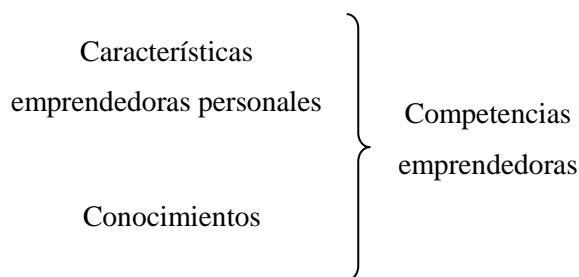 Características
emprendedoras personales
Competencias
emprendedoras
Conocimientos